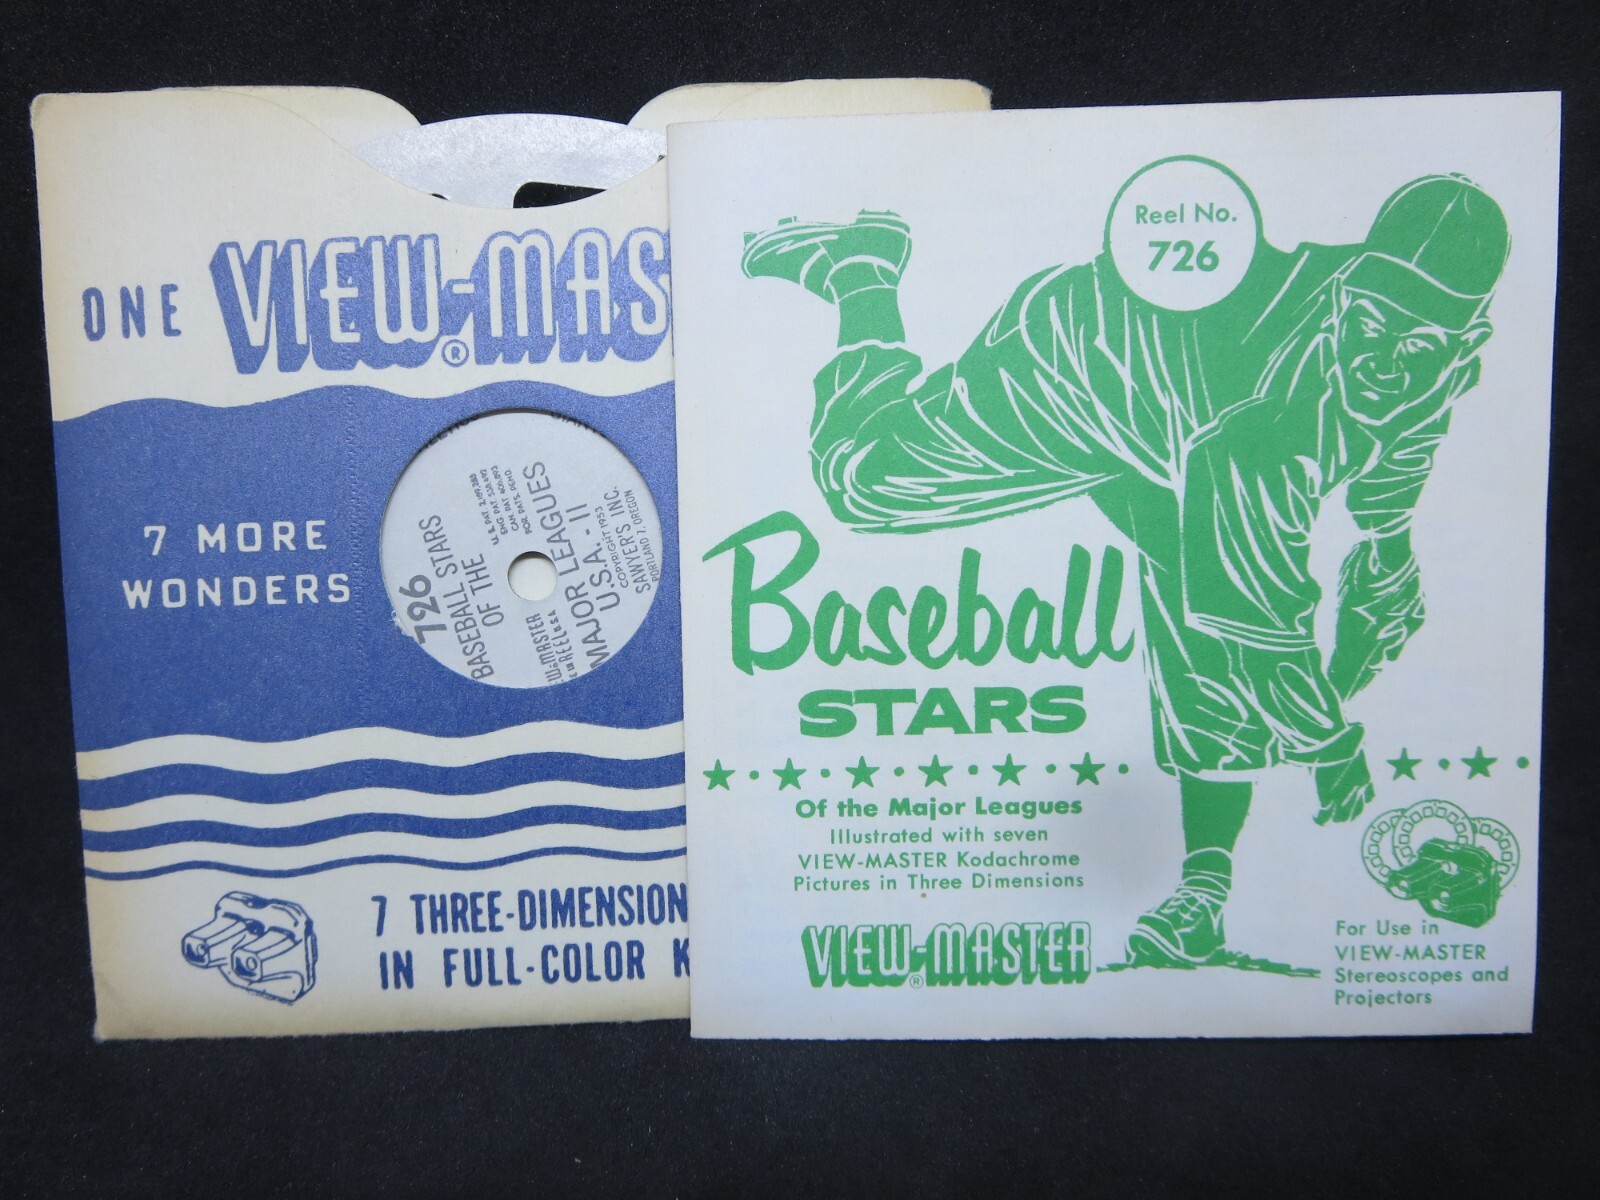 ONE VIEW-MAS
®
7 MORE
WONDERS
726
BASEBALL STARS
OF THE
MAJOR LEAGUES
U.S.A. - II
COPYRIGHT 1953
SAWYER'S INC.
PORTLAND 7, OREGON
7 THREE-DIMENSION
IN FULL-COLOR K
Reel No.
726
Baseball
STARS
Of the Major Leagues
Illustrated with seven
VIEW-MASTER Kodachrome
Pictures in Three Dimensions
VIEW-MASTER
®
For Use in
VIEW-MASTER
Stereoscopes and
Projectors